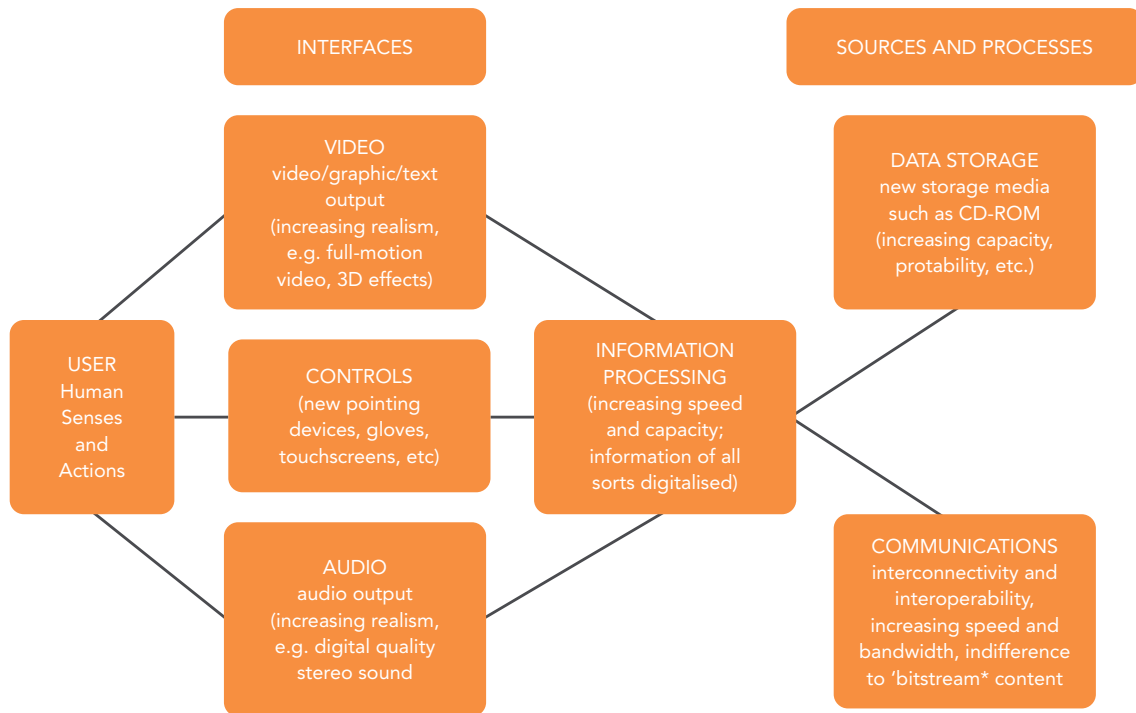 INTERFACES
SOURCES AND PROCESSES
VIDEO
video/graphic/text
output
(increasing realism,
e.g. full-motion
video, 3D effects)
DATA STORAGE
new storage media
such as CD-ROM
(increasing capacity,
protability, etc.)
USER
Human
Senses
and
Actions
CONTROLS
(new pointing
devices, gloves,
touchscreens, etc)
INFORMATION
PROCESSING
(increasing speed
and capacity;
information of all
sorts digitalised)
AUDIO
audio output
(increasing realism,
e.g. digital quality
stereo sound
COMMUNICATIONS
interconnectivity and
interoperability,
increasing speed and
bandwidth, indifference
to ‘bitstream* content